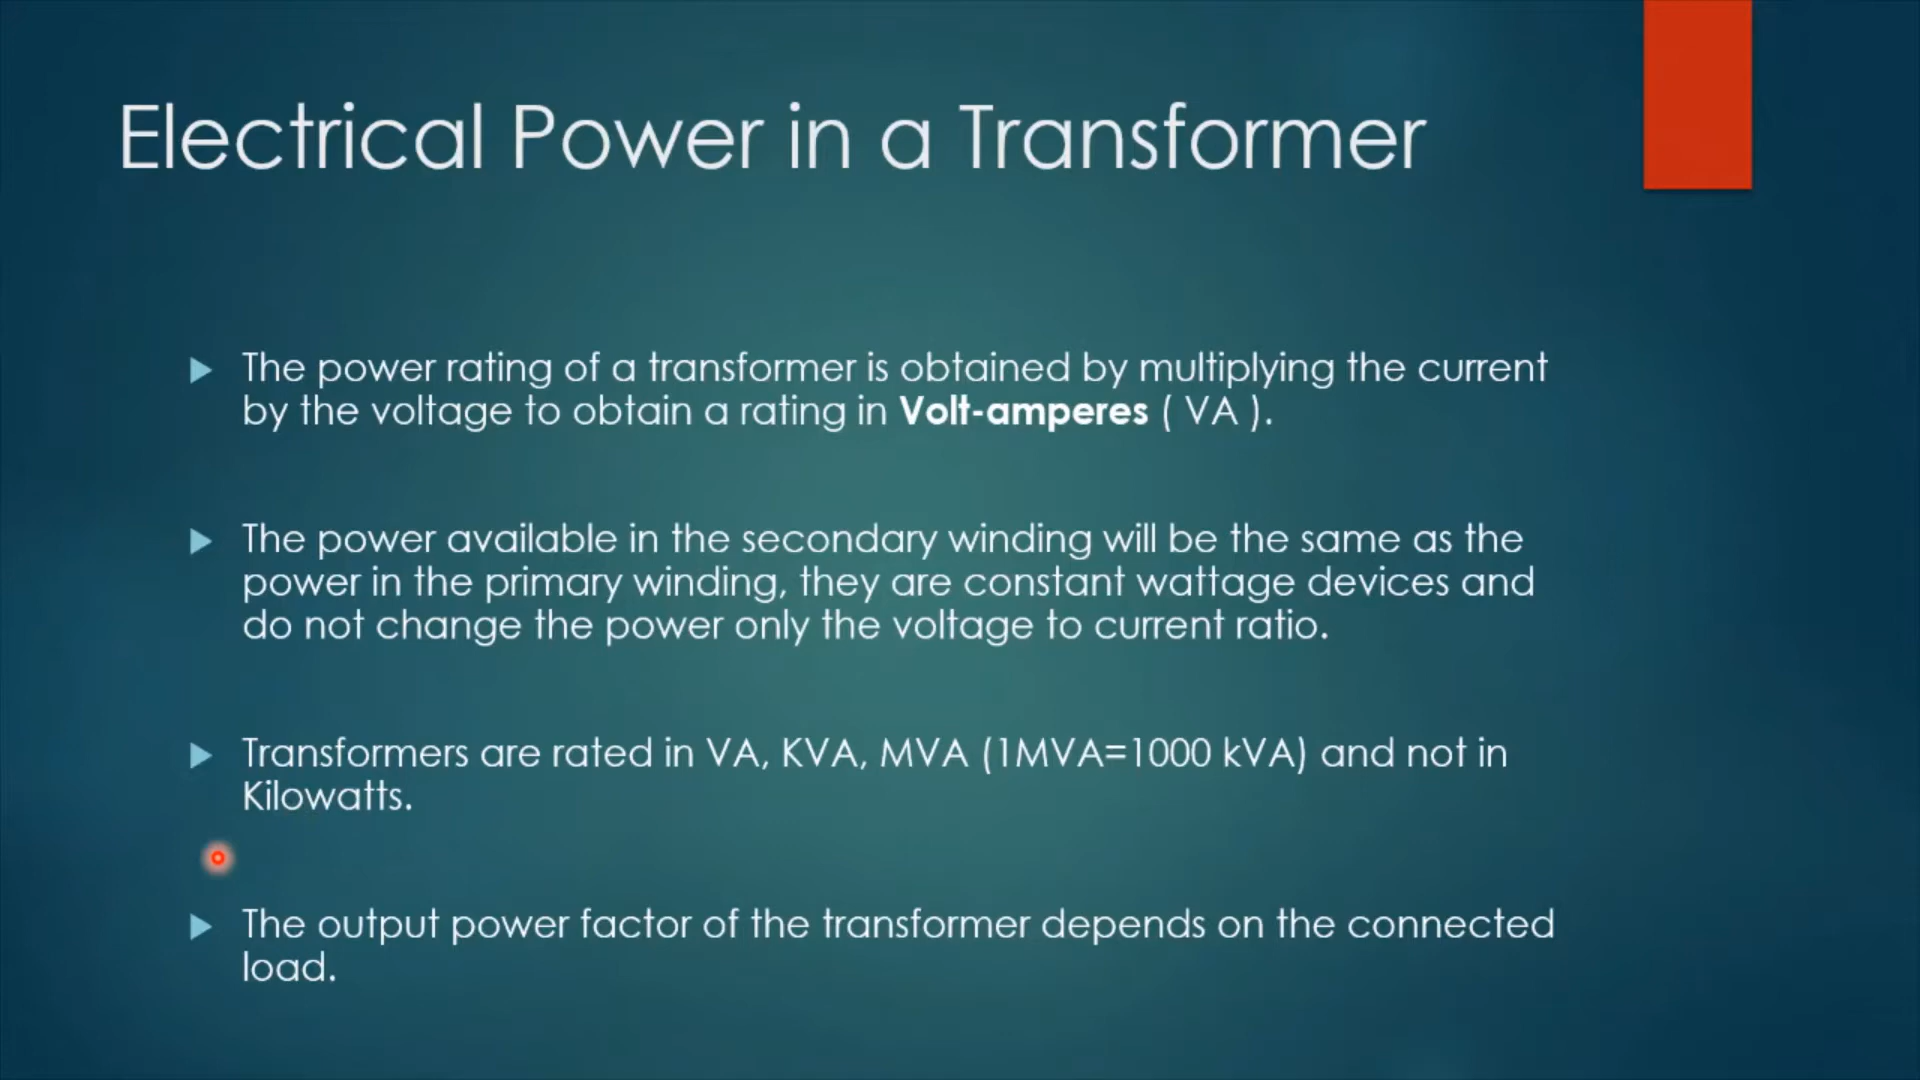 Electrical Power in a Transformer
The power rating of a transformer is obtained by multiplying the current
by the voltage to obtain a rating in Volt-amperes ( VA ).
The power available in the secondary winding will be the same as the
power in the primary winding, they are constant wattage devices and
do not change the power only the voltage to current ratio.
Transformers are rated in VA, KVA, MVA (1MVA=1000 kVA) and not in
Kilowatts.
The output power factor of the transformer depends on the connected
load.